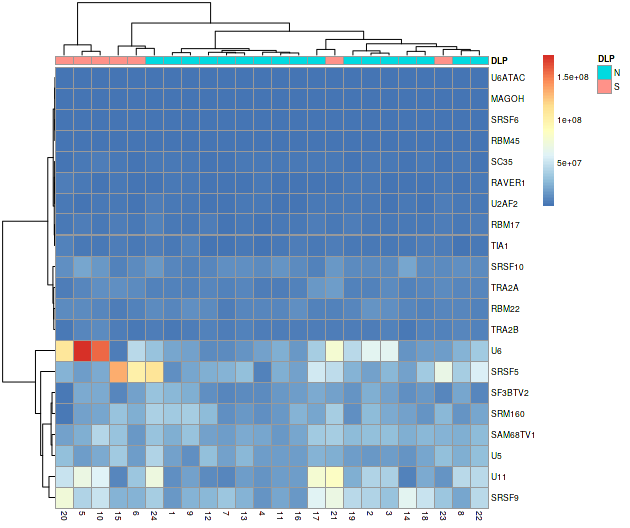 DLP
U6ATAC
MAGOH
SRSF6
RBM45
SC35
RAVER1
U2AF2
RBM17
TIA1
SRSF10
TRA2A
RBM22
TRA2B
U6
SRSF5
SF3BTV2
SRM160
SAM68TV1
U5
U11
SRSF9
20 5 10 15 6 24 1 9 12 7 13 4 11 16 17 21 19 2 3 14 18 23 8 22
1.5e+08
1e+08
5e+07
DLP
N
S